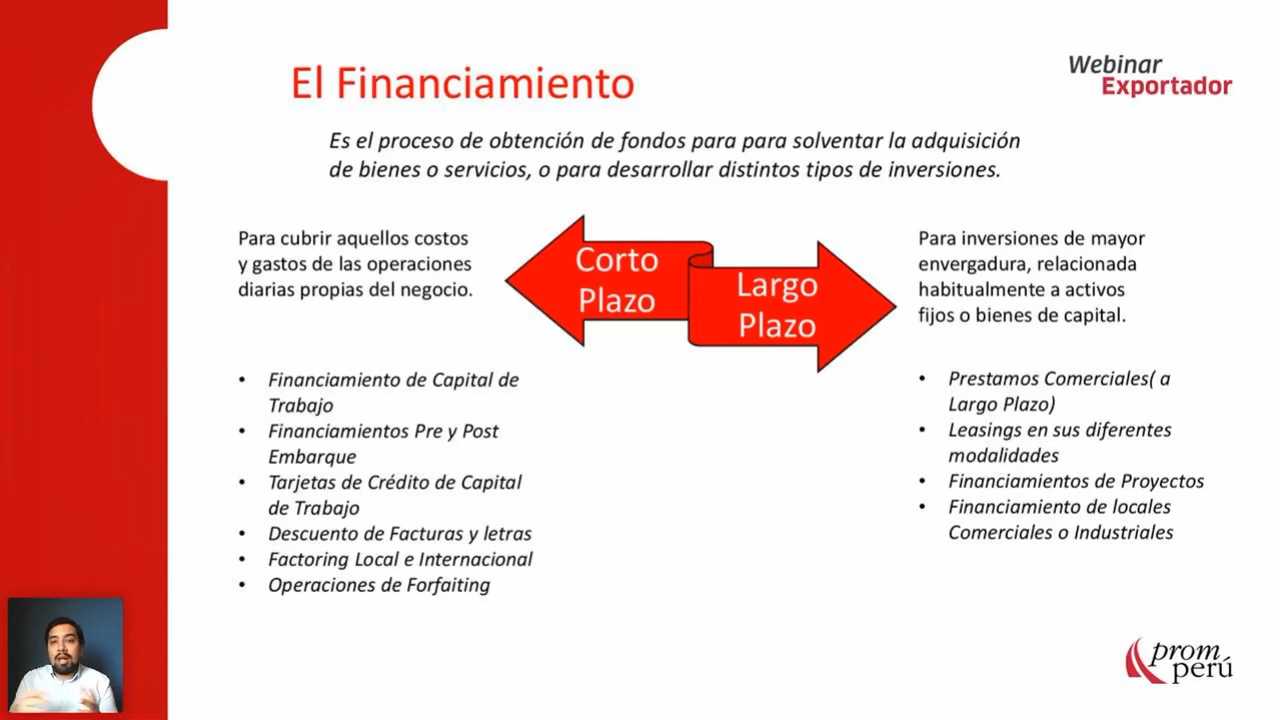 El Financiamiento
Webinar
Exportador
Es el proceso de obtención de fondos para para solventar la adquisición
de bienes o servicios, o para desarrollar distintos tipos de inversiones.
Para cubrir aquellos costos
y gastos de las operaciones
diarias propias del negocio.
Corto
Plazo
Largo
Plazo
Para inversiones de mayor
envergadura, relacionada
habitualmente a activos
fijos o bienes de capital.
• Financiamiento de Capital de
Trabajo
• Financiamientos Pre y Post
Embarque
• Tarjetas de Crédito de Capital
de Trabajo
• Descuento de Facturas y letras
• Factoring Local e Internacional
• Operaciones de Forfaiting
• Prestamos Comerciales( a
Largo Plazo)
• Leasings en sus diferentes
modalidades
• Financiamientos de Proyectos
• Financiamiento de locales
Comerciales o Industriales
prom
perú